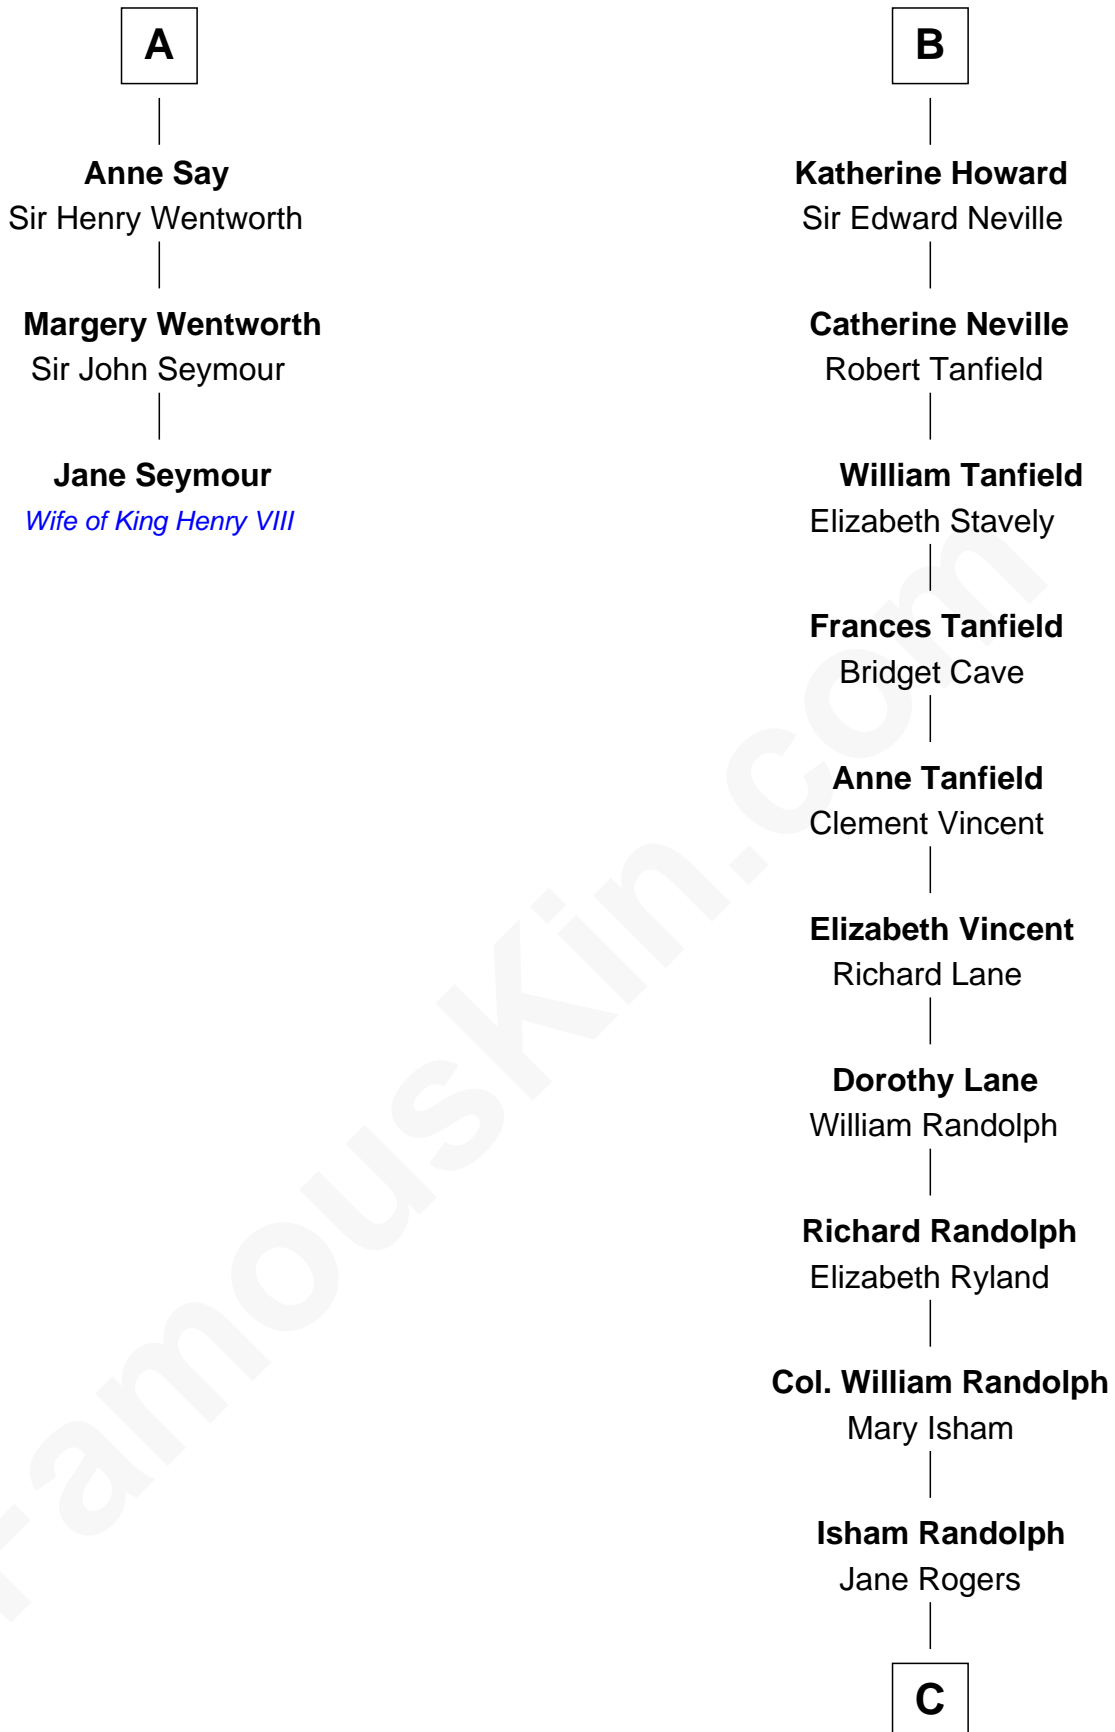 A
Anne Say
Sir Henry Wentworth
Margery Wentworth
Sir John Seymour
Jane Seymour
Wife of King Henry VIII
B
Katherine Howard
Sir Edward Neville
Catherine Neville
Robert Tanfield
William Tanfield
Elizabeth Stavely
Frances Tanfield
Bridget Cave
Anne Tanfield
Clement Vincent
Elizabeth Vincent
Richard Lane
Dorothy Lane
William Randolph
Richard Randolph
Elizabeth Ryland
Col. William Randolph
Mary Isham
Isham Randolph
Jane Rogers
C
FamousKin.com